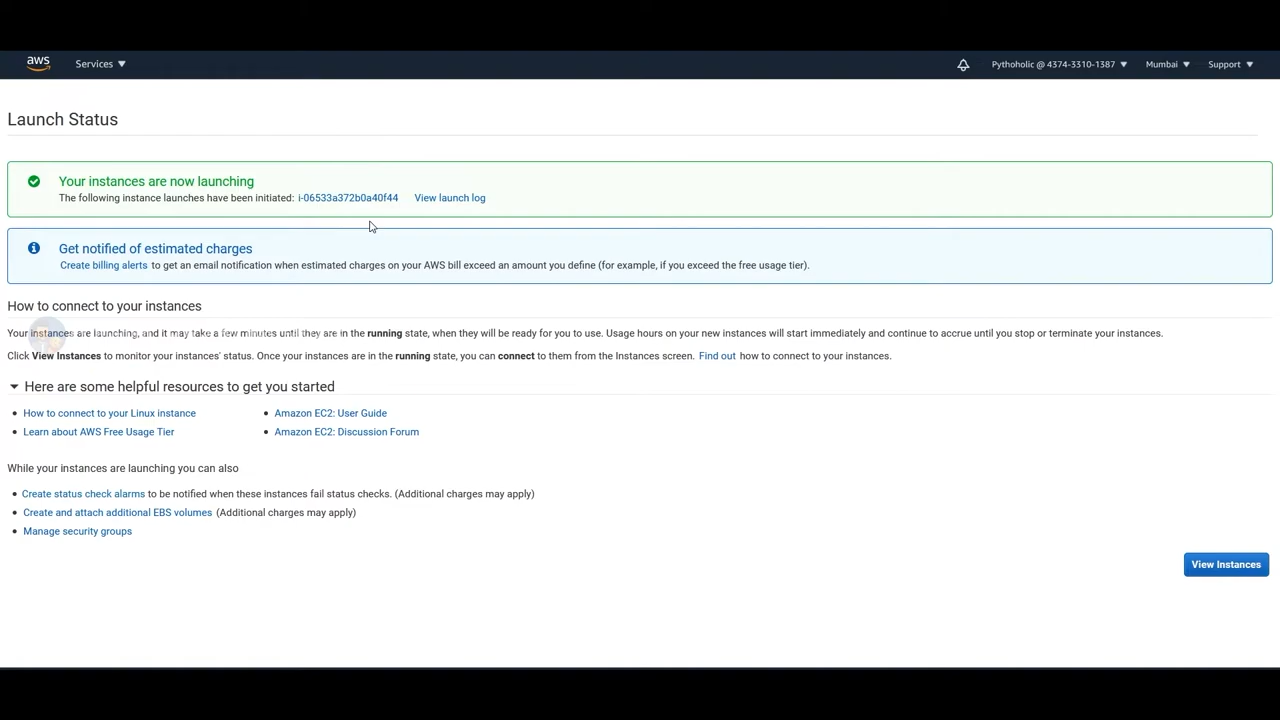 aws Services Pythoholic @ 4374-3310-1387 Mumbai Support
Launch Status
Your instances are now launching
The following instance launches have been initiated: i-06533a372b0a40f44 View launch log
Get notified of estimated charges
Create billing alerts to get an email notification when estimated charges on your AWS bill exceed an amount you define (for example, if you exceed the free usage tier).
How to connect to your instances
Your instances are launching, and it may take a few minutes until they are in the running state, when they will be ready for you to use. Usage hours on your new instances will start immediately and continue to accrue until you stop or terminate your instances.
Click View Instances to monitor your instances' status. Once your instances are in the running state, you can connect to them from the Instances screen. Find out how to connect to your instances.
Here are some helpful resources to get you started
• How to connect to your Linux instance • Amazon EC2: User Guide
• Learn about AWS Free Usage Tier • Amazon EC2: Discussion Forum
While your instances are launching you can also
• Create status check alarms to be notified when these instances fail status checks. (Additional charges may apply)
• Create and attach additional EBS volumes (Additional charges may apply)
• Manage security groups
View Instances